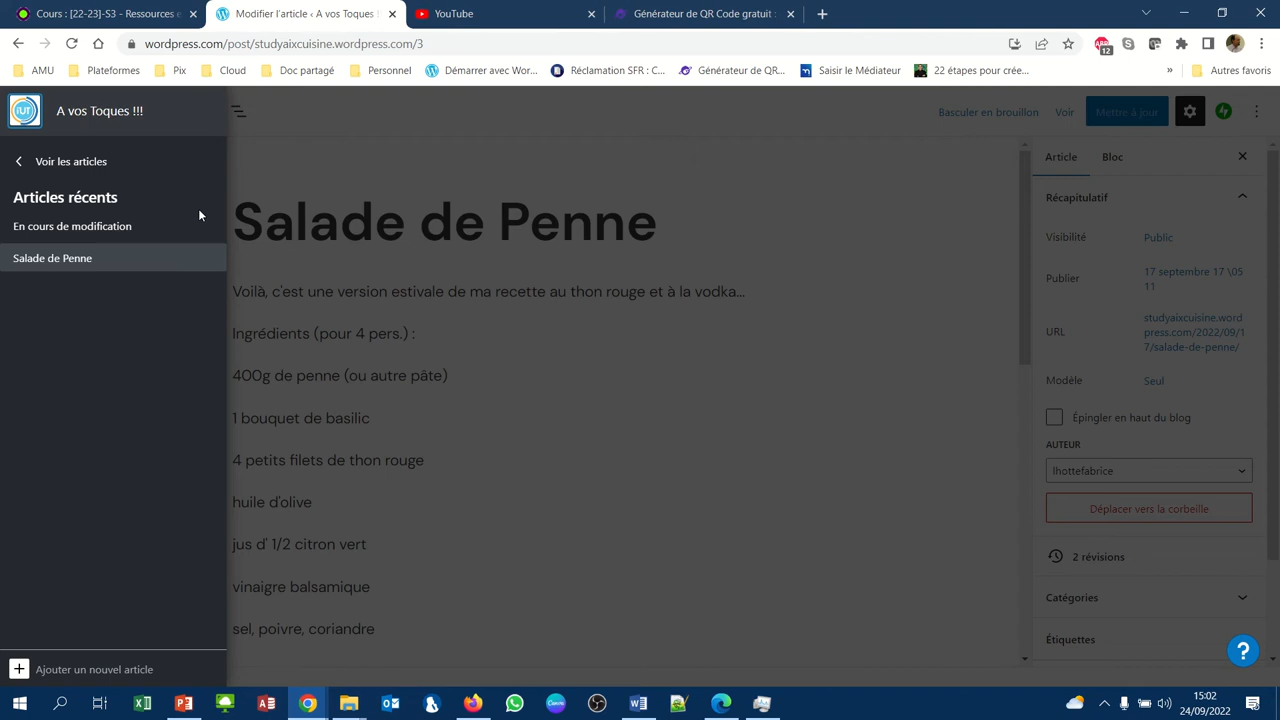 Cours : [22-23]-S3 - Ressources e
Modifier l'article ‹ A vos Toques !
YouTube
Générateur de QR Code gratuit :
wordpress.com/post/studyaixcuisine.wordpress.com/3
12
AMU
Plateformes
Pix
Cloud
Doc partagé
Personnel
Démarrer avec Wor...
Réclamation SFR : C...
Générateur de QR...
Saisir le Médiateur
22 étapes pour crée...
»
Autres favoris
iUT
A vos Toques !!!
Basculer en brouillon
Voir
Mettre à jour
Voir les articles
Articles récents
En cours de modification
Salade de Penne
Salade de Penne
Voilà, c'est une version estivale de ma recette au thon rouge et à la vodka...
Ingrédients (pour 4 pers.) :
400g de penne (ou autre pâte)
1 bouquet de basilic
4 petits filets de thon rouge
huile d'olive
jus d' 1/2 citron vert
vinaigre balsamique
sel, poivre, coriandre
Article
Bloc
Récapitulatif
Visibilité
Public
Publier
17 septembre 17 \05
11
URL
studyaixcuisine.word
press.com/2022/09/1
7/salade-de-penne/
Modèle
Seul
Épingler en haut du blog
AUTEUR
lhottefabrice
Déplacer vers la corbeille
2 révisions
Catégories
Étiquettes
Ajouter un nouvel article
?
15:02
24/09/2022